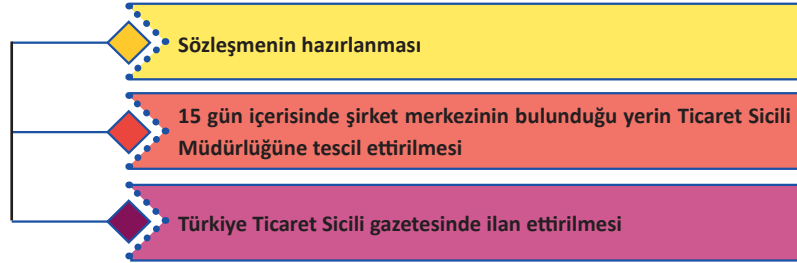 Sözleşmenin hazırlanması
15 gün içerisinde şirket merkezinin bulunduğu yerin Ticaret Sicili
Müdürlüğüne tescil ettirilmesi
Türkiye Ticaret Sicili gazetesinde ilan ettirilmesi